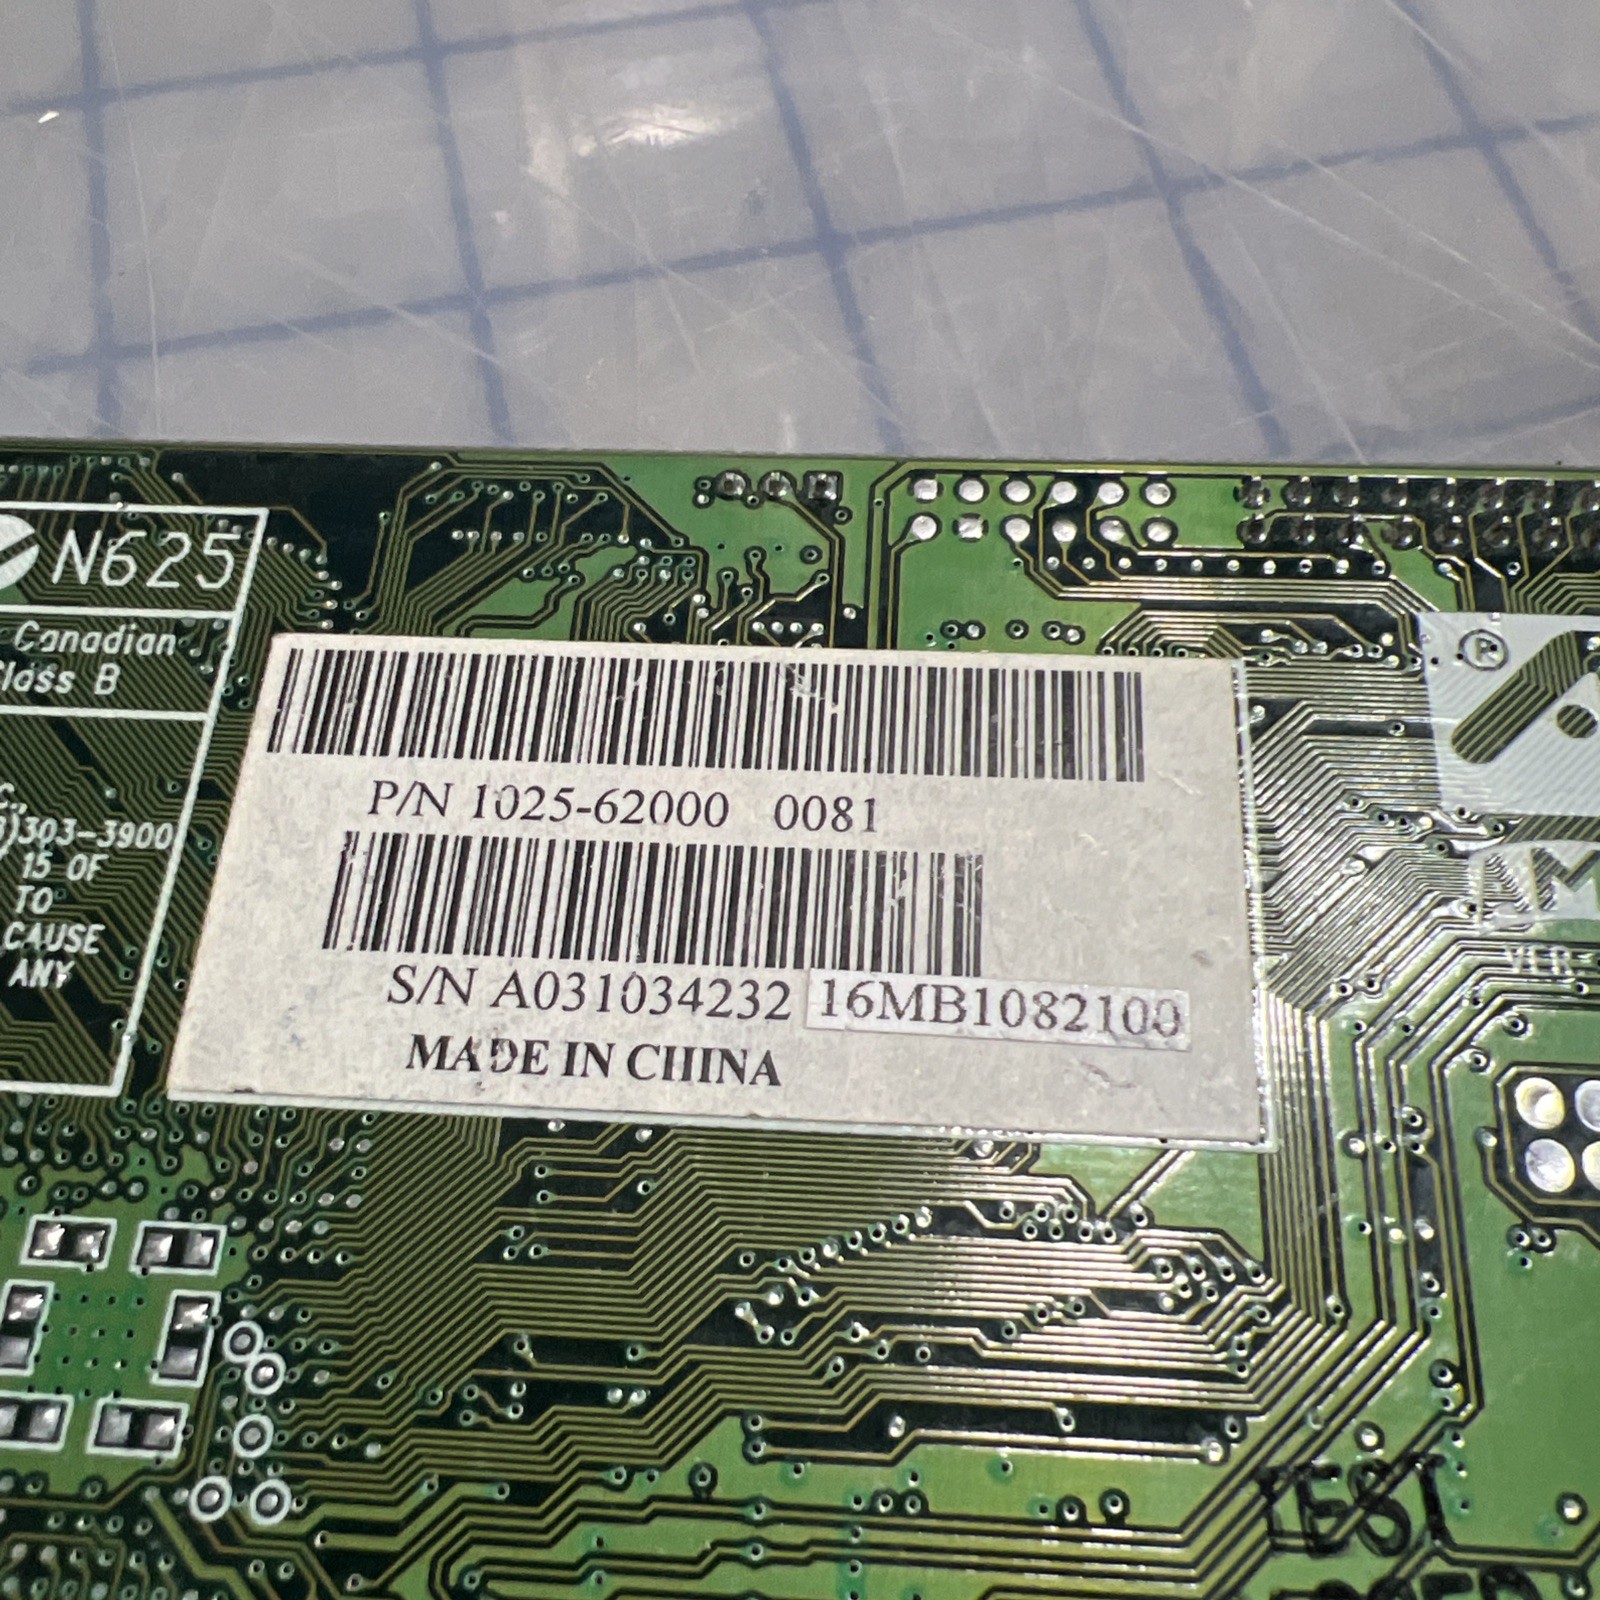 N625
Canadian
Class B
)303-3900
15 OF
TO
CAUSE
ANY
P/N 1025-62000 0081
S/N A031034232 16MB1082100
MADE IN CHINA
®
VER
TEST